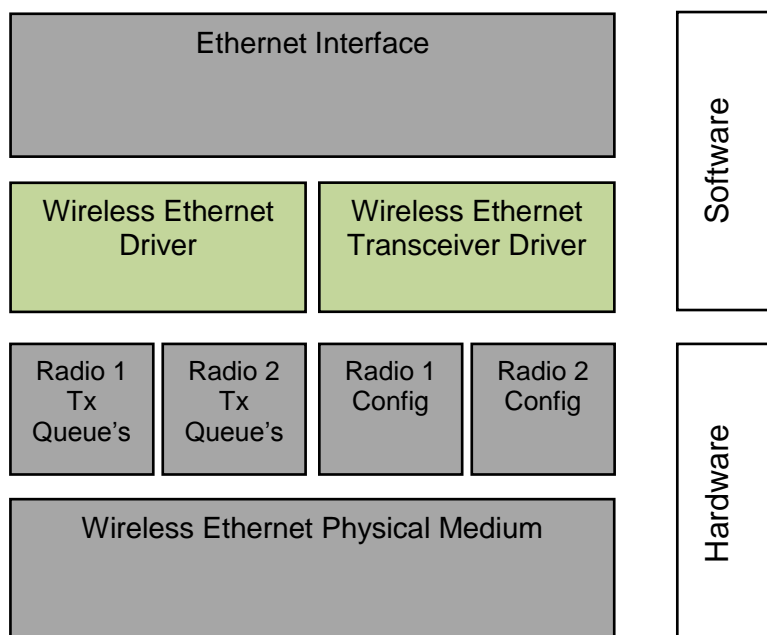 Ethernet Interface
Software
Wireless Ethernet
Driver
Wireless Ethernet
Transceiver Driver
Radio 1
Tx
Queue’s
Radio 2
Tx
Queue’s
Radio 1
Config
Radio 2
Config
Hardware
Wireless Ethernet Physical Medium